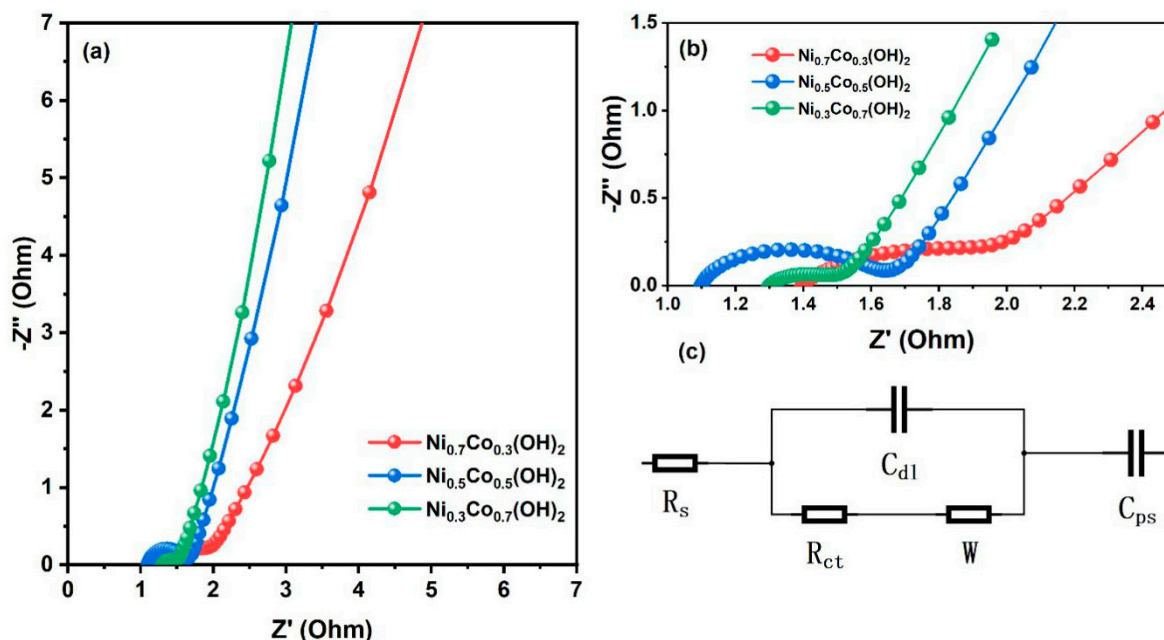 (a)
7
6
5
4
3
2
1
0
-Z'' (Ohm)
0 1 2 3 4 5 6 7
Z' (Ohm)
Ni0.7Co0.3(OH)2
Ni0.5Co0.5(OH)2
Ni0.3Co0.7(OH)2
(b)
1.5
1.0
0.5
0.0
-Z'' (Ohm)
1.0 1.2 1.4 1.6 1.8 2.0 2.2 2.4
Z' (Ohm)
Ni0.7Co0.3(OH)2
Ni0.5Co0.5(OH)2
Ni0.3Co0.7(OH)2
(c)
Rs
Cdl
Rct
W
Cps